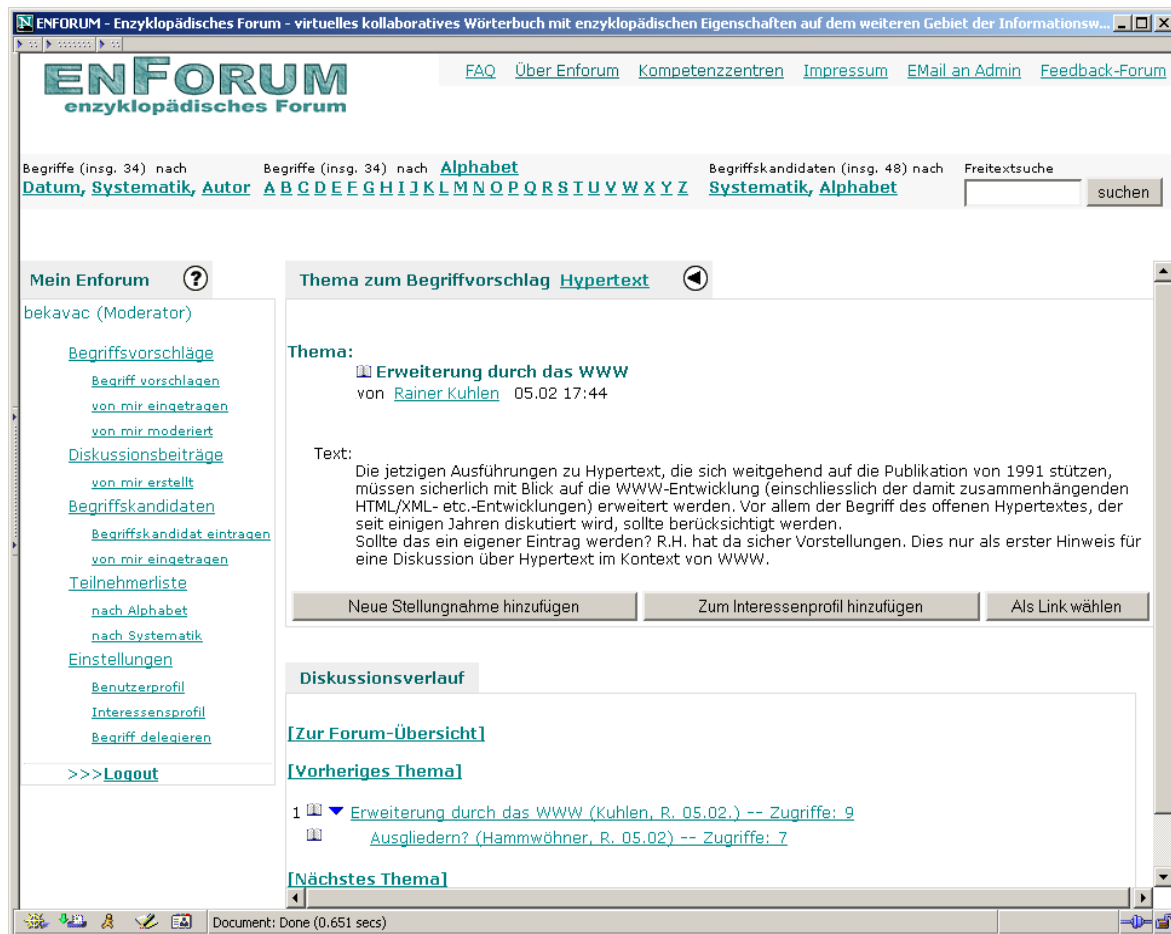 ENFORUM - Enzyklopädisches Forum - virtuelles kollaboratives Wörterbuch mit enzyklopädischen Eigenschaften auf dem weiteren Gebiet der Informationsw...
ENFORUM
enzyklopädisches Forum
FAQ Über Enforum Kompetenzzentren Impressum EMail an Admin Feedback-Forum
Begriffe (insg. 34) nach
Datum, Systematik, Autor
Begriffe (insg. 34) nach Alphabet
A B C D E F G H I J K L M N O P Q R S T U V W X Y Z
Begriffskandidaten (insg. 48) nach
Systematik, Alphabet
Freitextsuche
suchen
Mein Enforum ?
bekavac (Moderator)
Begriffsvorschläge
Begriff vorschlagen
von mir eingetragen
von mir moderiert
Diskussionsbeiträge
von mir erstellt
Begriffskandidaten
Begriffskandidat eintragen
von mir eingetragen
Teilnehmerliste
nach Alphabet
nach Systematik
Einstellungen
Benutzerprofil
Interessensprofil
Begriff delegieren
>>>Logout
Thema zum Begriffvorschlag Hypertext
Thema:
Erweiterung durch das WWW
von Rainer Kuhlen 05.02 17:44
Text:
Die jetzigen Ausführungen zu Hypertext, die sich weitgehend auf die Publikation von 1991 stützen,
müssen sicherlich mit Blick auf die WWW-Entwicklung (einschliesslich der damit zusammenhängenden
HTML/XML- etc.-Entwicklungen) erweitert werden. Vor allem der Begriff des offenen Hypertextes, der
seit einigen Jahren diskutiert wird, sollte berücksichtigt werden.
Sollte das ein eigener Eintrag werden? R.H. hat da sicher Vorstellungen. Dies nur als erster Hinweis für
eine Diskussion über Hypertext im Kontext von WWW.
Neue Stellungnahme hinzufügen Zum Interessenprofil hinzufügen Als Link wählen
Diskussionsverlauf
[Zur Forum-Übersicht]
[Vorheriges Thema]
1 Erweiterung durch das WWW (Kuhlen, R. 05.02.) -- Zugriffe: 9
Ausgliedern? (Hammwöhner, R. 05.02) -- Zugriffe: 7
[Nächstes Thema]
Document: Done (0.651 secs)